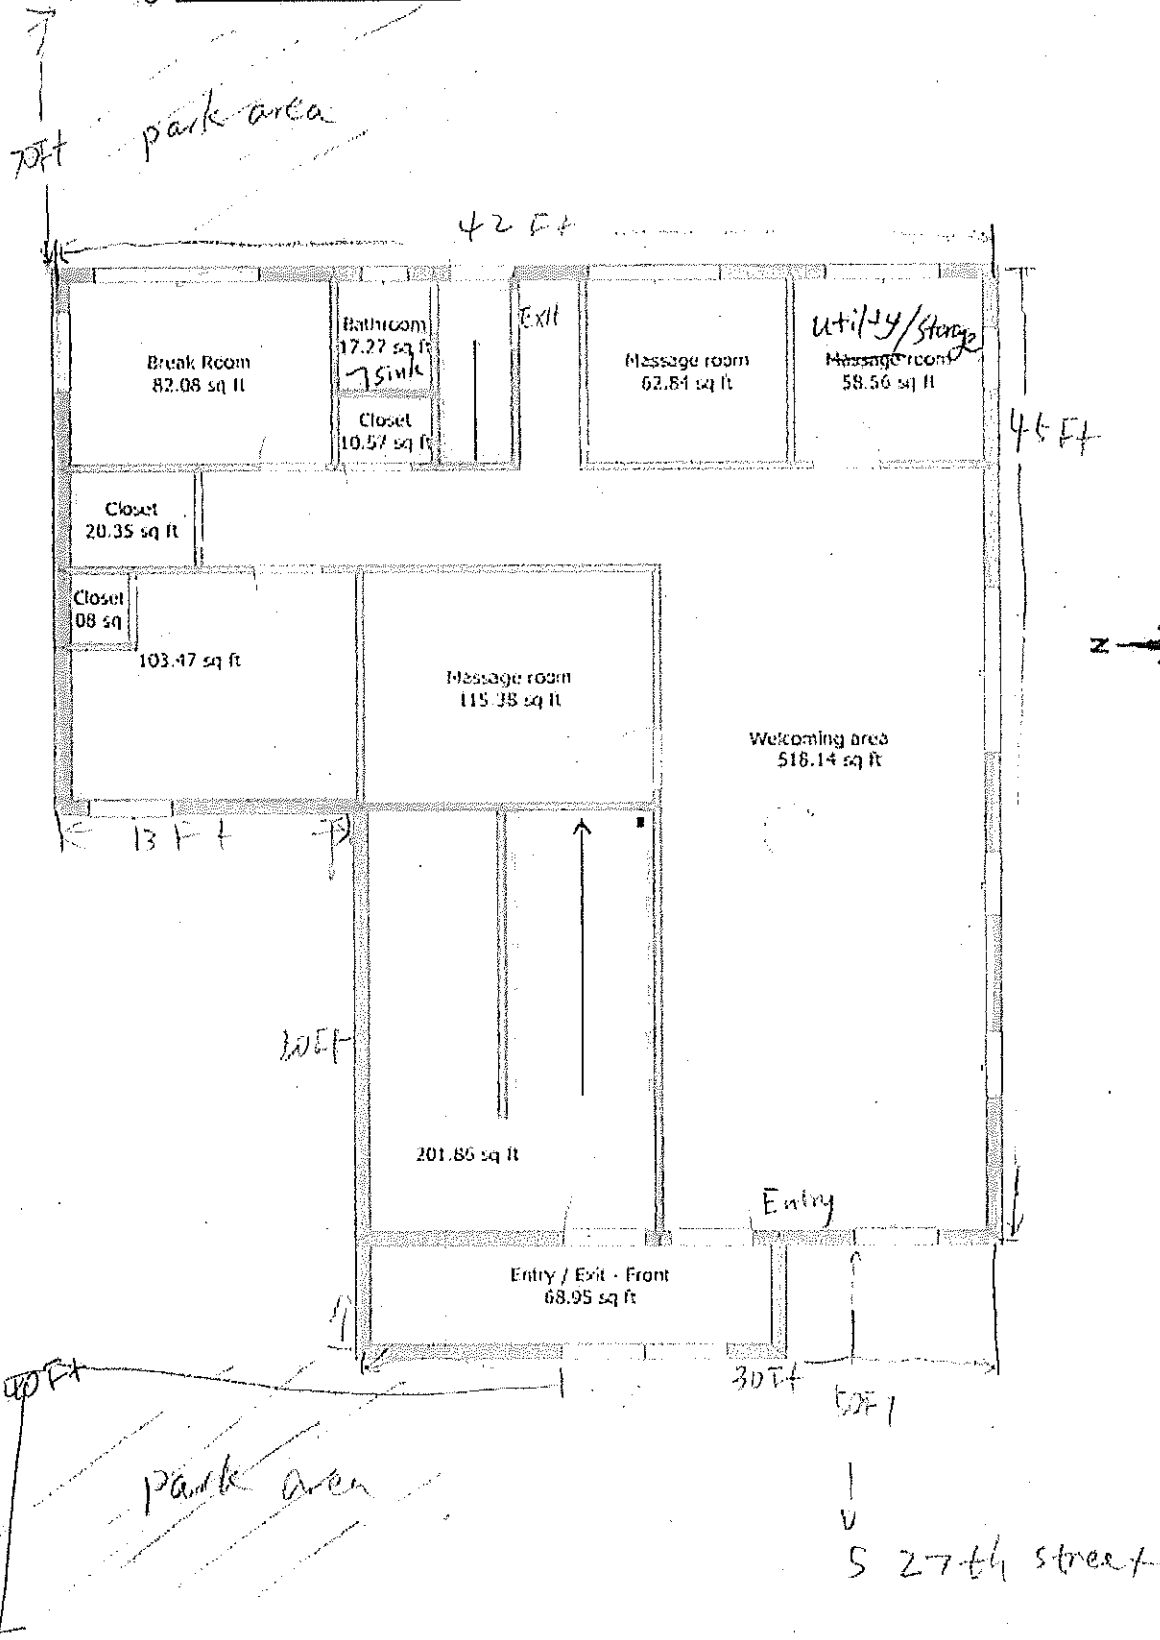 park area
70Ft
42 Ft
Exit
Bathroom
17.27 sq ft
sink
utility/storage
Break Room
82.08 sq ft
Massage room
62.84 sq ft
Massage room
58.56 sq ft
Closet
10.57 sq ft
45 Ft
Closet
20.35 sq ft
Closet
08 sq
103.47 sq ft
N
Massage room
115.38 sq ft
Welcoming area
518.14 sq ft
13 Ft
30Ft
201.86 sq ft
Entry
Entry / Exit - Front
68.95 sq ft
40Ft
30Ft
50Ft
park area
S 27th street